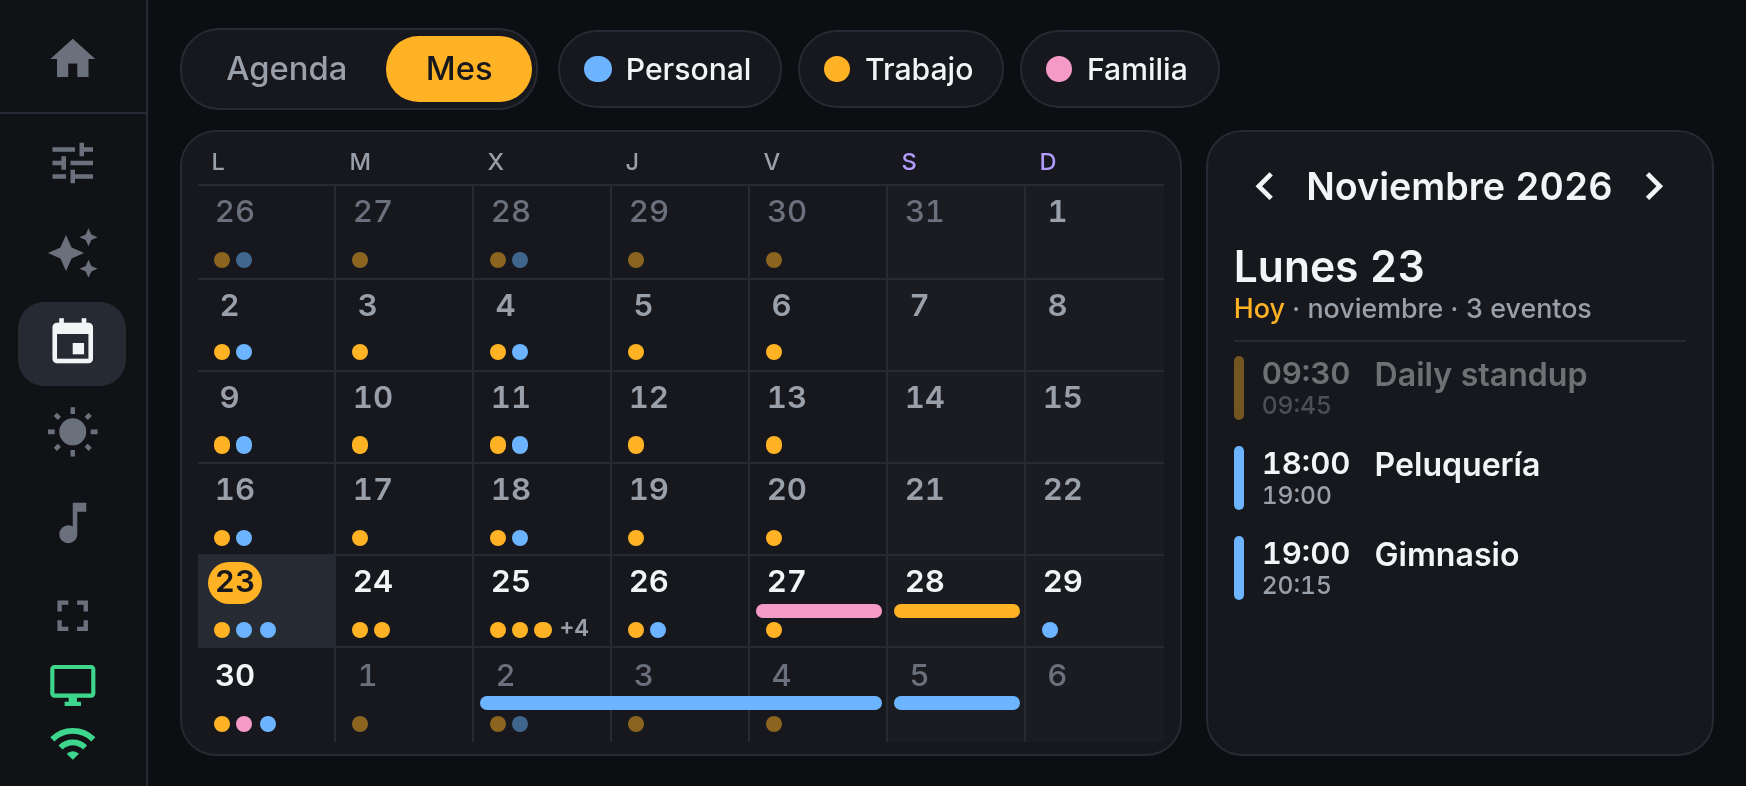 Agenda Mes Personal Trabajo Familia
L M X J V S D
26 27 28 29 30 31 1
2 3 4 5 6 7 8
9 10 11 12 13 14 15
16 17 18 19 20 21 22
23 24 25 26 27 28 29
+4
30 1 2 3 4 5 6
Noviembre 2026
Lunes 23
Hoy · noviembre · 3 eventos
09:30 Daily standup
09:45
18:00 Peluquería
19:00
19:00 Gimnasio
20:15